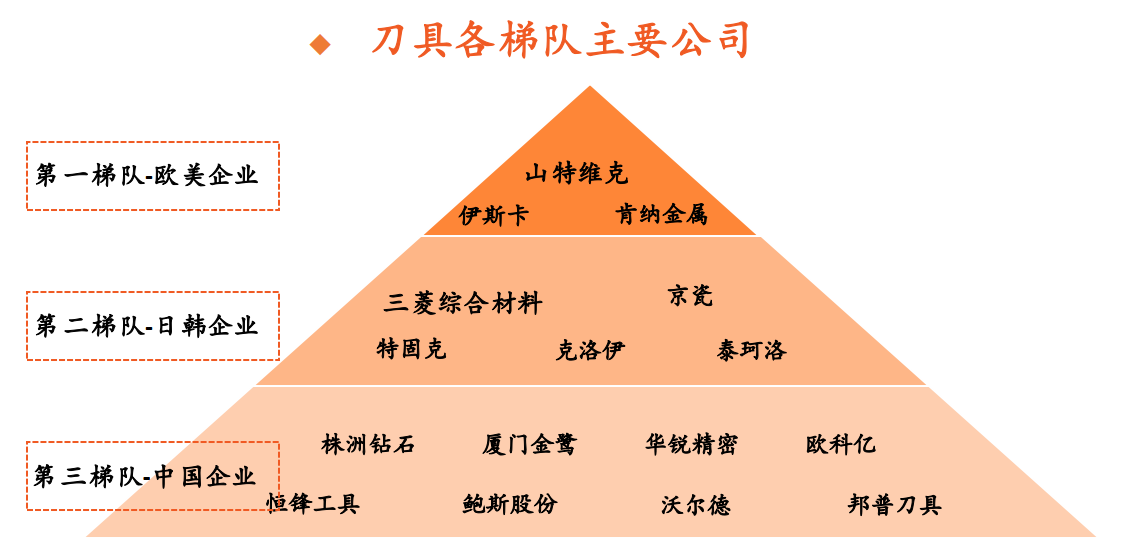 ◆ 刀具各梯队主要公司
第一梯队-欧美企业
山特维克
伊斯卡 肯纳金属
第二梯队-日韩企业
三菱综合材料 京瓷
特固克 克洛伊 泰珂洛
第三梯队-中国企业
株洲钻石 厦门金鹭 华锐精密 欧科亿
恒锋工具 鲍斯股份 沃尔德 邦普刀具